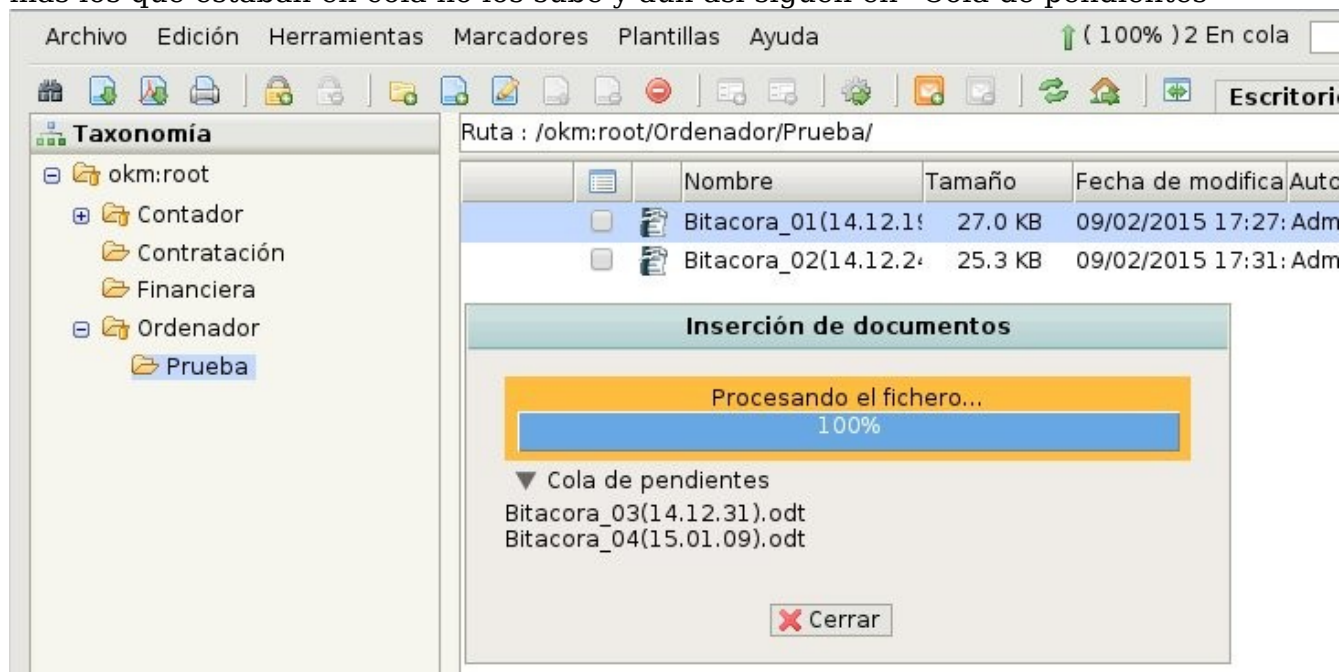 más los que estaban en cola no los sube y aún así siguen en "Cola de pendientes"
Archivo Edición Herramientas Marcadores Plantillas Ayuda ( 100% ) 2 En cola
Escritori
Taxonomía
Ruta : /okm:root/Ordenador/Prueba/
okm:root
Contador
Contratación
Financiera
Ordenador
Prueba
Nombre Tamaño Fecha de modifica Auto
Bitacora_01(14.12.19 27.0 KB 09/02/2015 17:27: Adm
Bitacora_02(14.12.24 25.3 KB 09/02/2015 17:31: Adm
Inserción de documentos
Procesando el fichero...
100%
Cola de pendientes
Bitacora_03(14.12.31).odt
Bitacora_04(15.01.09).odt
Cerrar